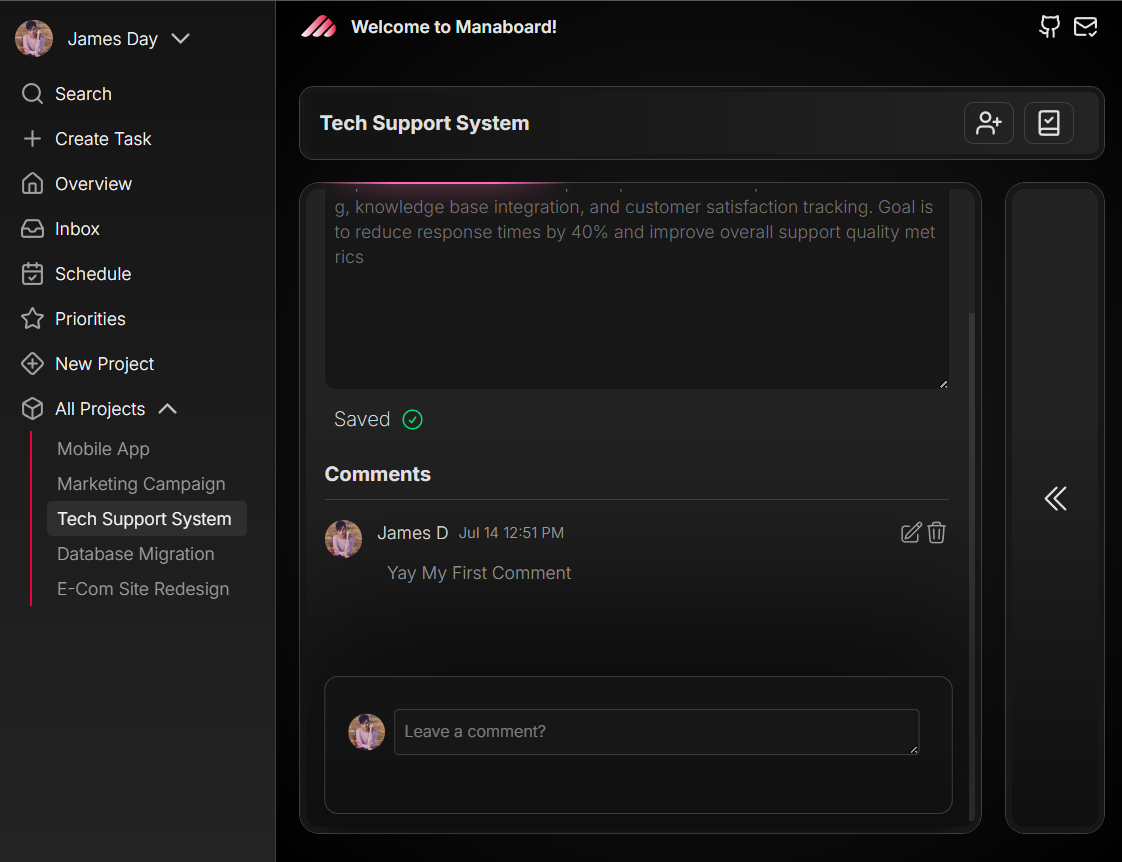 James Day
Search
Create Task
Overview
Inbox
Schedule
Priorities
New Project
All Projects
Mobile App
Marketing Campaign
Tech Support System
Database Migration
E-Com Site Redesign
Welcome to Manaboard!
Tech Support System
g, knowledge base integration, and customer satisfaction tracking. Goal is
to reduce response times by 40% and improve overall support quality met
rics
Saved
Comments
James D Jul 14 12:51 PM
Yay My First Comment
Leave a comment?